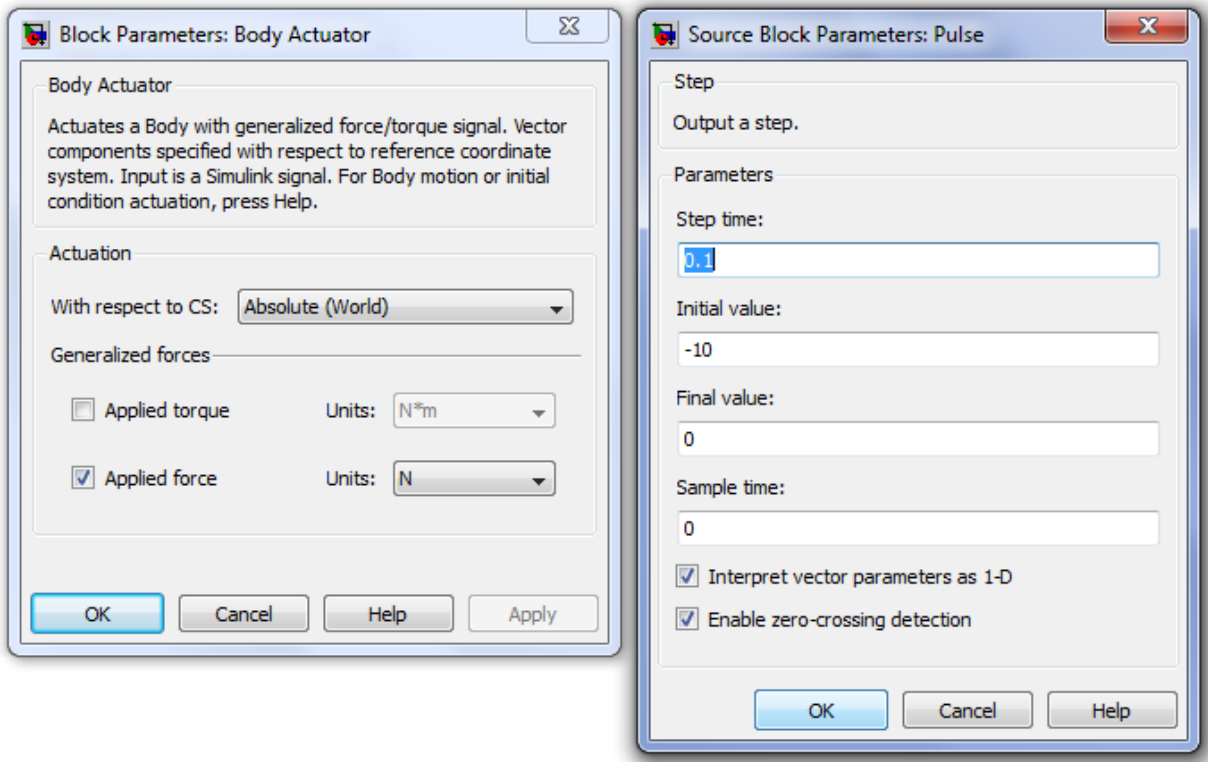 Block Parameters: Body Actuator
Body Actuator
Actuates a Body with generalized force/torque signal. Vector
components specified with respect to reference coordinate
system. Input is a Simulink signal. For Body motion or initial
condition actuation, press Help.
Actuation
With respect to CS: Absolute (World)
Generalized forces
Applied torque Units: N*m
Applied force Units: N
OK Cancel Help Apply
Source Block Parameters: Pulse
Step
Output a step.
Parameters
Step time:
0.1
Initial value:
-10
Final value:
0
Sample time:
0
Interpret vector parameters as 1-D
Enable zero-crossing detection
OK Cancel Help